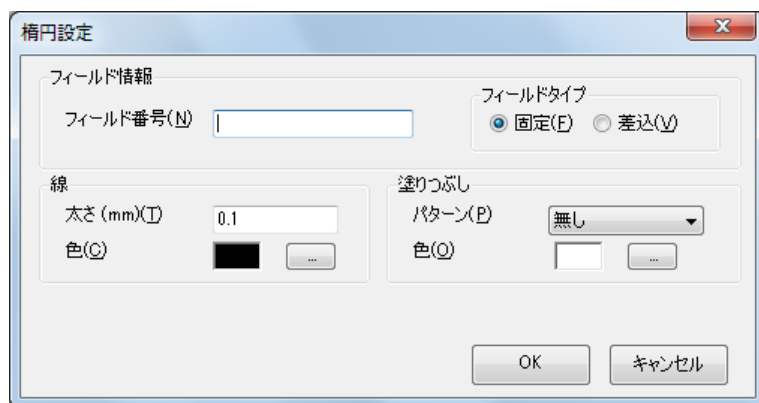 楕円設定
フィールド情報
フィールド番号(N)
フィールドタイプ
固定(F) 差込(V)
線
太さ(mm)(T) 0.1
色(C) ...
塗りつぶし
パターン(P) 無し
色(O) ...
OK キャンセル